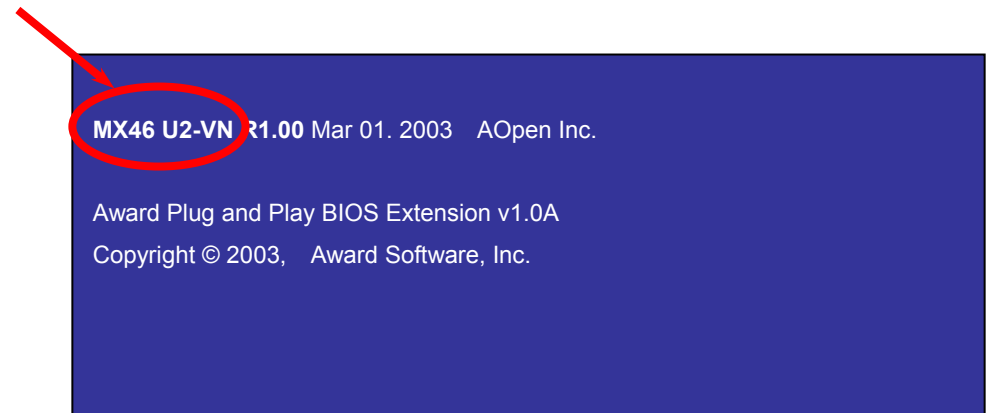 MX46 U2-VN R1.00 Mar 01. 2003 AOpen Inc.
Award Plug and Play BIOS Extension v1.0A
Copyright © 2003, Award Software, Inc.